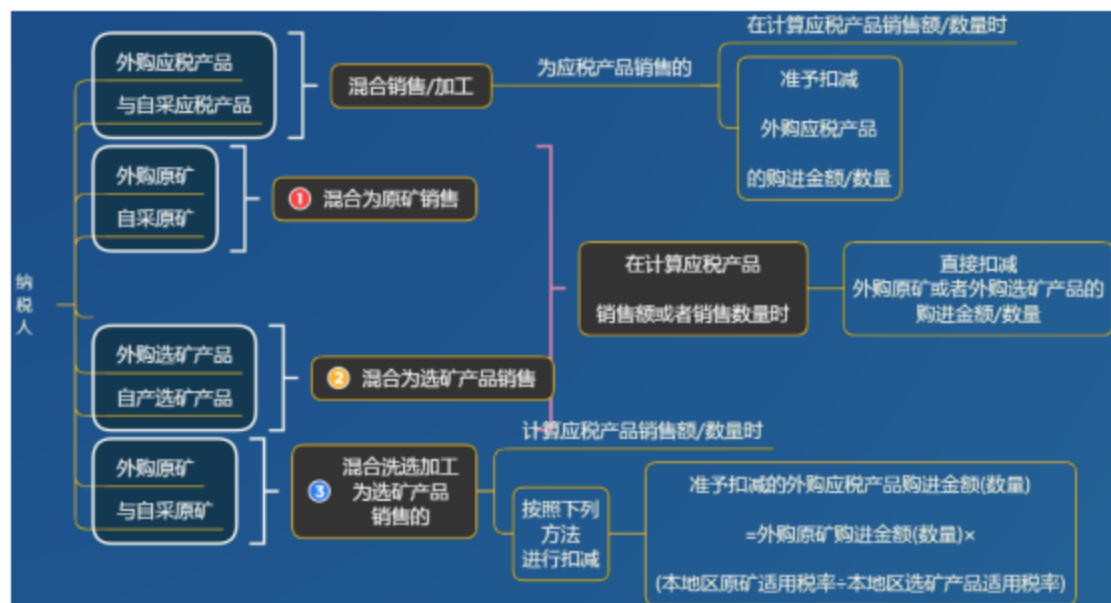 纳
税
人
外购应税产品
与自采应税产品
混合销售/加工
为应税产品销售的
在计算应税产品销售额/数量时
准予扣减
外购应税产品
的购进金额/数量
外购原矿
自采原矿
1 混合为原矿销售
外购选矿产品
自产选矿产品
2 混合为选矿产品销售
在计算应税产品
销售额或者销售数量时
直接扣减
外购原矿或者外购选矿产品的
购进金额/数量
外购原矿
与自采原矿
3
混合洗选加工
为选矿产品
销售的
计算应税产品销售额/数量时
按照下列
方法
进行扣减
准予扣减的外购应税产品购进金额(数量)
=外购原矿购进金额(数量)×
(本地区原矿适用税率÷本地区选矿产品适用税率)